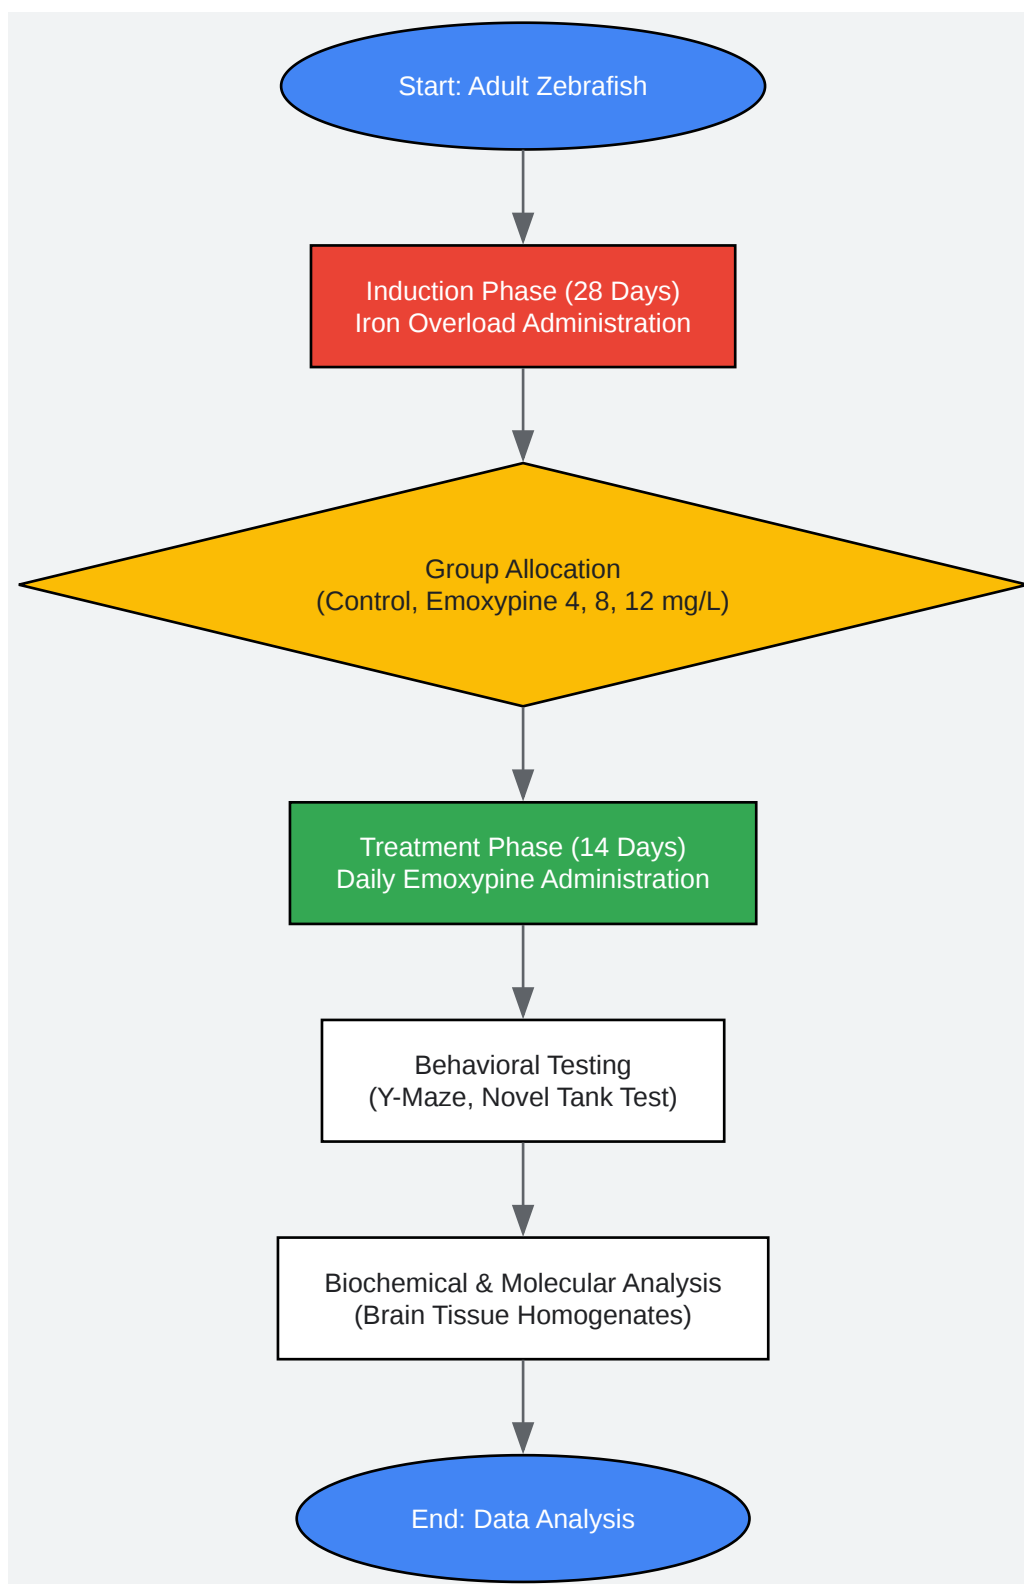 Start: Adult Zebrafish
Induction Phase (28 Days)
Iron Overload Administration
Group Allocation
(Control, Emoxypine 4, 8, 12 mg/L)
Treatment Phase (14 Days)
Daily Emoxypine Administration
Behavioral Testing
(Y-Maze, Novel Tank Test)
Biochemical & Molecular Analysis
(Brain Tissue Homogenates)
End: Data Analysis